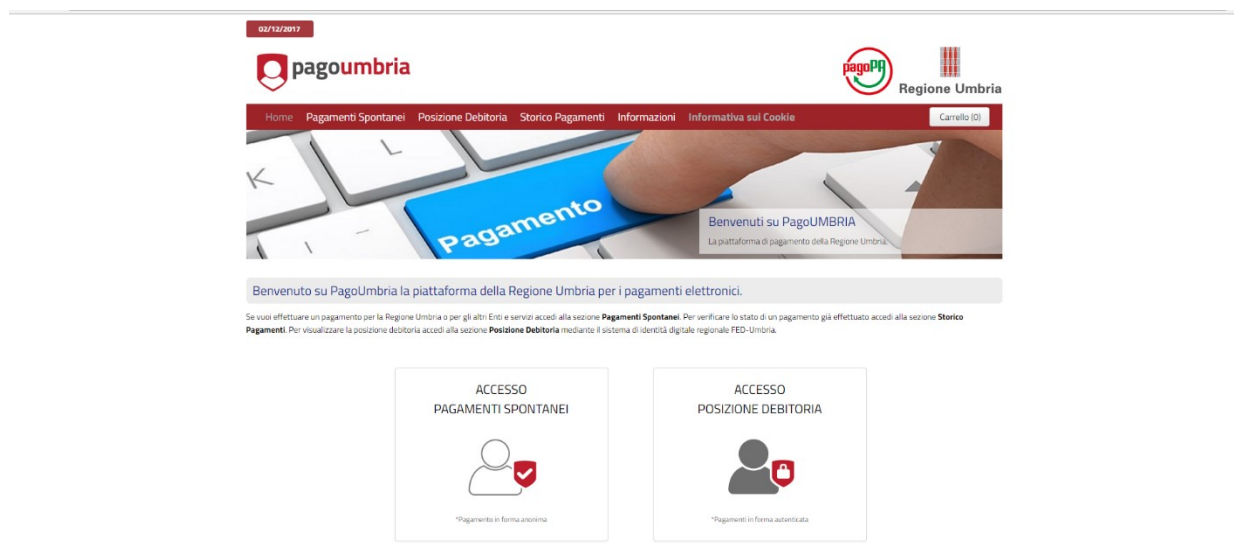 02/12/2017
pagoumbria
pagoPA
Regione Umbria
Home Pagamenti Spontanei Posizione Debitoria Storico Pagamenti Informazioni Informativa sui Cookie Carrello (0)
K
L
I
Pagamento
Benvenuti su PagoUMBRIA
La piattaforma di pagamento della Regione Umbria.
Benvenuto su PagoUmbria la piattaforma della Regione Umbria per i pagamenti elettronici.
Se vuoi effettuare un pagamento per la Regione Umbria o per gli altri Enti e servizi accedi alla sezione Pagamenti Spontanei. Per verificare lo stato di un pagamento già effettuato accedi alla sezione Storico
Pagamenti. Per visualizzare la posizione debitoria accedi alla sezione Posizione Debitoria mediante il sistema di identità digitale regionale FED-Umbria.
ACCESSO
PAGAMENTI SPONTANEI
*Pagamento in forma anonima
ACCESSO
POSIZIONE DEBITORIA
*Pagamenti in forma autenticata